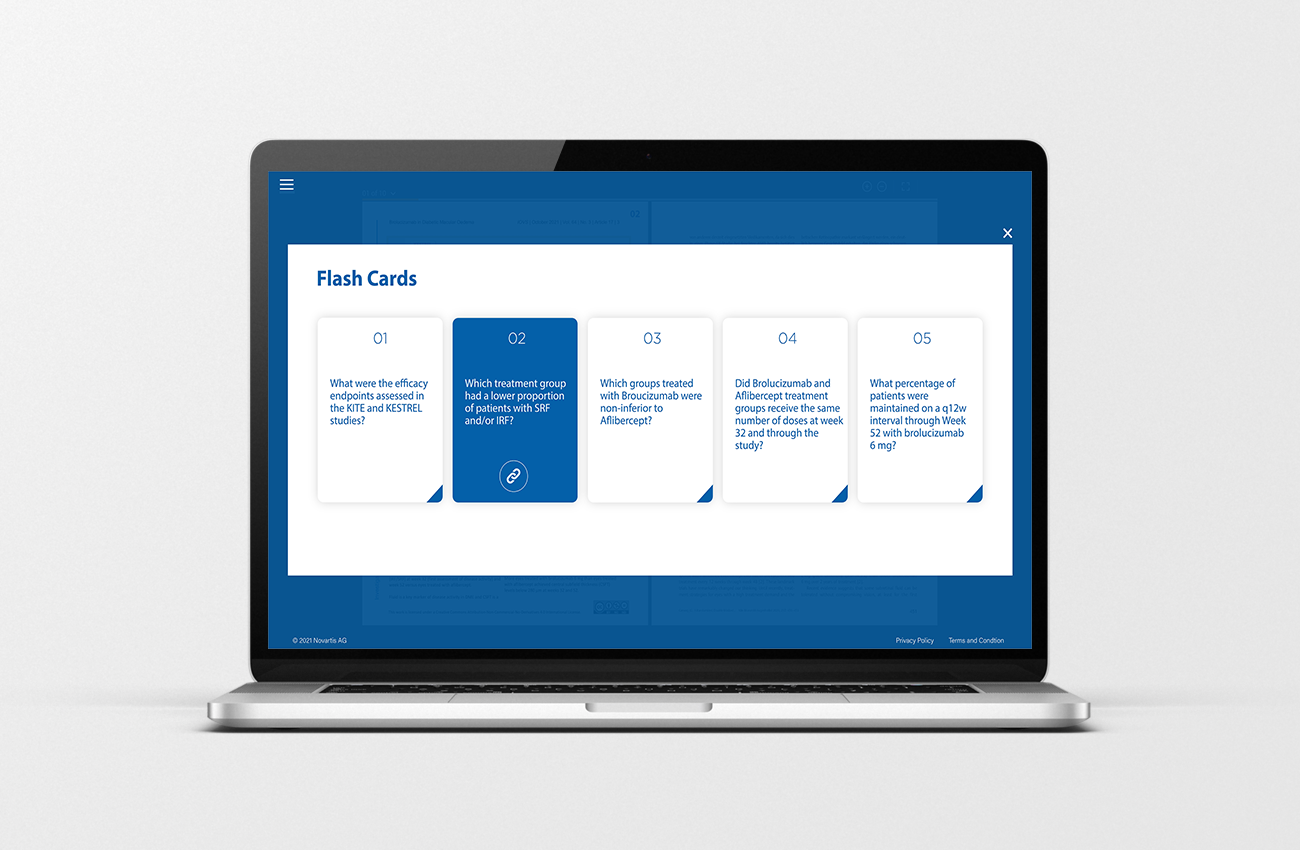 02
Flash Cards
01
What were the efficacy
endpoints assessed in
the KITE and KESTREL
studies?
02
Which treatment group
had a lower proportion
of patients with SRF
and/or IRF?
03
Which groups treated
with Broucizumab were
non-inferior to
Aflibercept?
04
Did Brolucizumab and
Aflibercept treatment
groups receive the same
number of doses at week
32 and through the
study?
05
What percentage of
patients were
maintained on a q12w
interval through Week
52 with brolucizumab
6 mg?
© 2021 Novartis AG
Privacy Policy
Terms and Condtion